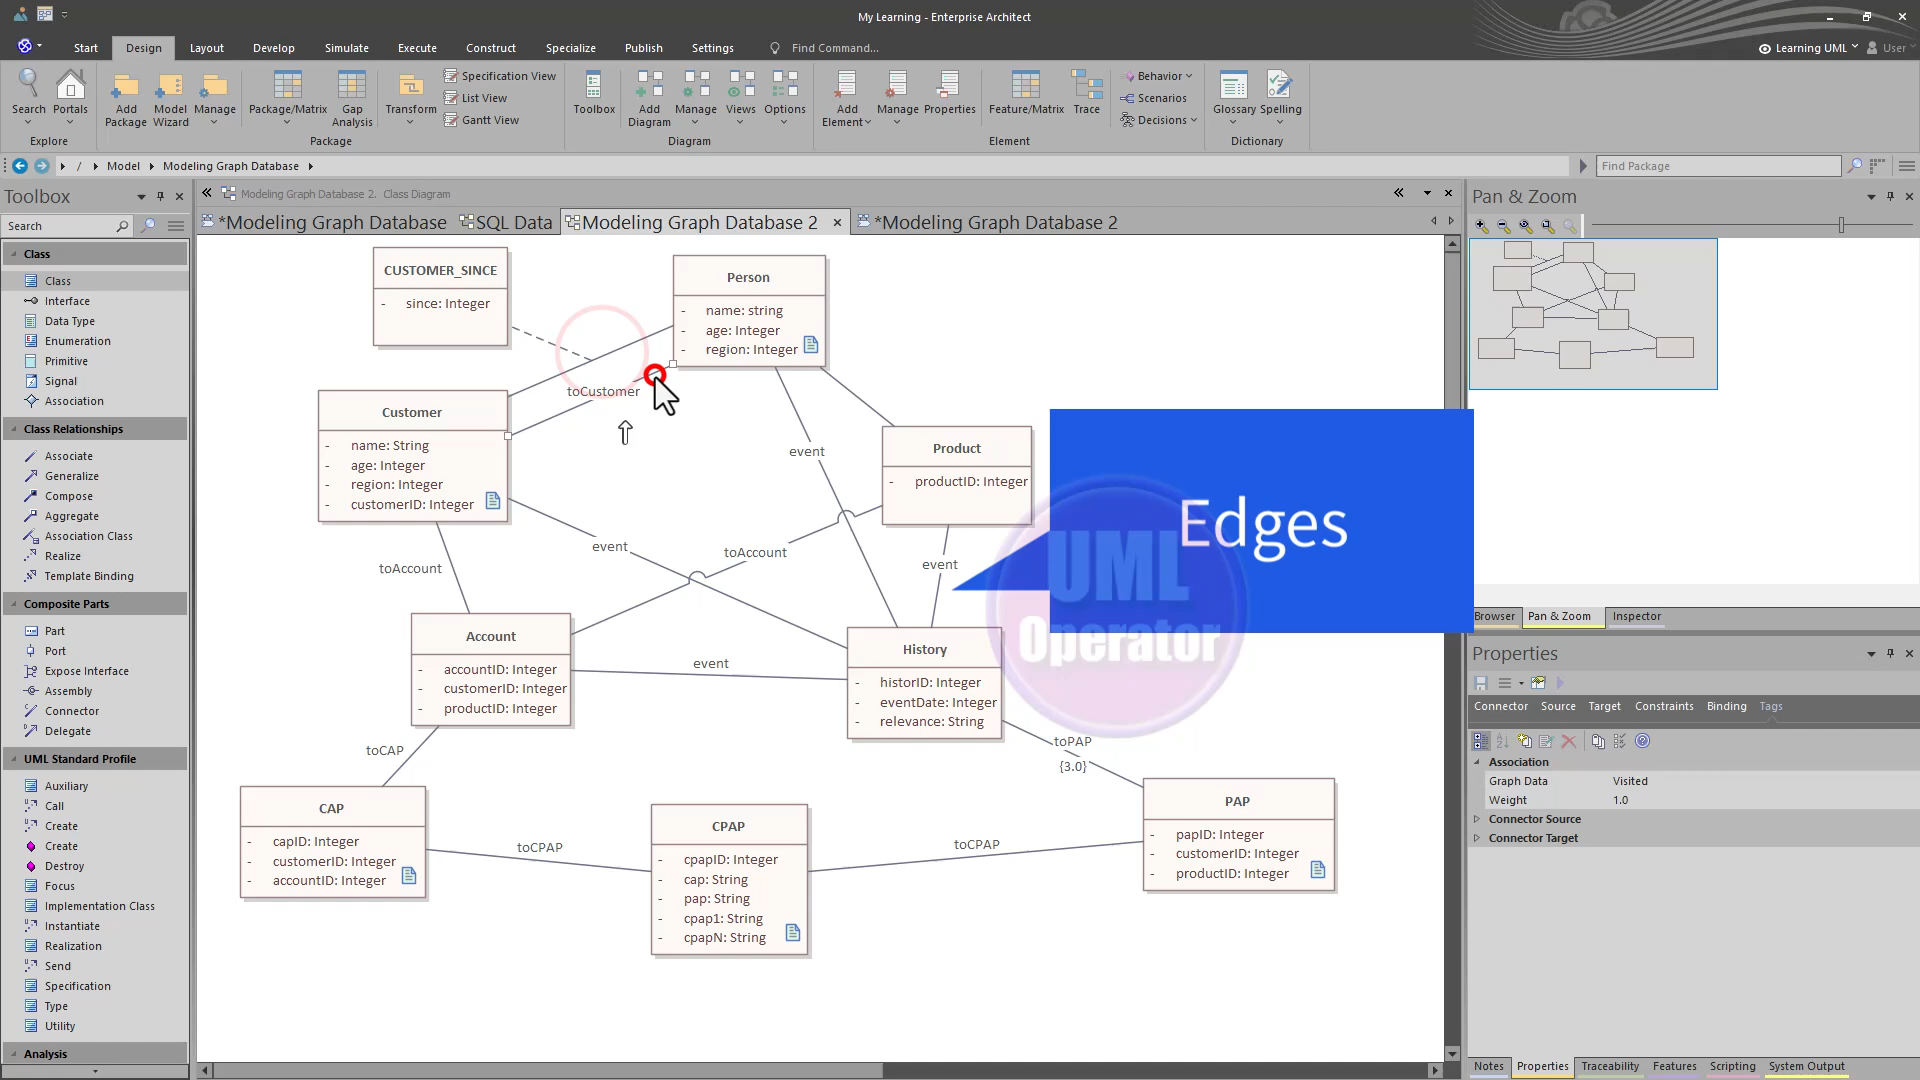 My Learning - Enterprise Architect
Start Design Layout Develop Simulate Execute Construct Specialize Publish Settings Find Command... Learning UML User
Search Portals Add Package Model Wizard Manage Package/Matrix Gap Analysis Transform Specification View List View Gantt View Toolbox Add Diagram Manage Views Options Add Element Manage Properties Feature/Matrix Trace Behavior Scenarios Decisions Glossary Spelling
Explore Package Diagram Element Dictionary
/ Model Modeling Graph Database Find Package
Toolbox
Search
Class
Class
Interface
Data Type
Enumeration
Primitive
Signal
Association
Class Relationships
Associate
Generalize
Compose
Aggregate
Association Class
Realize
Template Binding
Composite Parts
Part
Port
Expose Interface
Assembly
Connector
Delegate
UML Standard Profile
Auxiliary
Call
Create
Create
Destroy
Focus
Implementation Class
Instantiate
Realization
Send
Specification
Type
Utility
Analysis
Modeling Graph Database 2. Class Diagram
*Modeling Graph Database SQL Data Modeling Graph Database 2 *Modeling Graph Database 2
CUSTOMER_SINCE
- since: Integer
Person
- name: string
- age: Integer
- region: Integer
toCustomer
Customer
- name: String
- age: Integer
- region: Integer
- customerID: Integer
event
Product
- productID: Integer
event
toAccount
event
toAccount
Edges
UML
Operator
Account
- accountID: Integer
- customerID: Integer
- productID: Integer
event
History
- historID: Integer
- eventDate: Integer
- relevance: String
toCAP
toPAP
{3.0}
CAP
- capID: Integer
- customerID: Integer
- accountID: Integer
toCPAP
CPAP
- cpapID: Integer
- cap: String
- pap: String
- cpap1: String
- cpapN: String
toCPAP
PAP
- papID: Integer
- customerID: Integer
- productID: Integer
Pan & Zoom
Browser Pan & Zoom Inspector
Properties
Connector Source Target Constraints Binding Tags
Association
Graph Data Visited
Weight 1.0
Connector Source
Connector Target
Notes Properties Traceability Features Scripting System Output